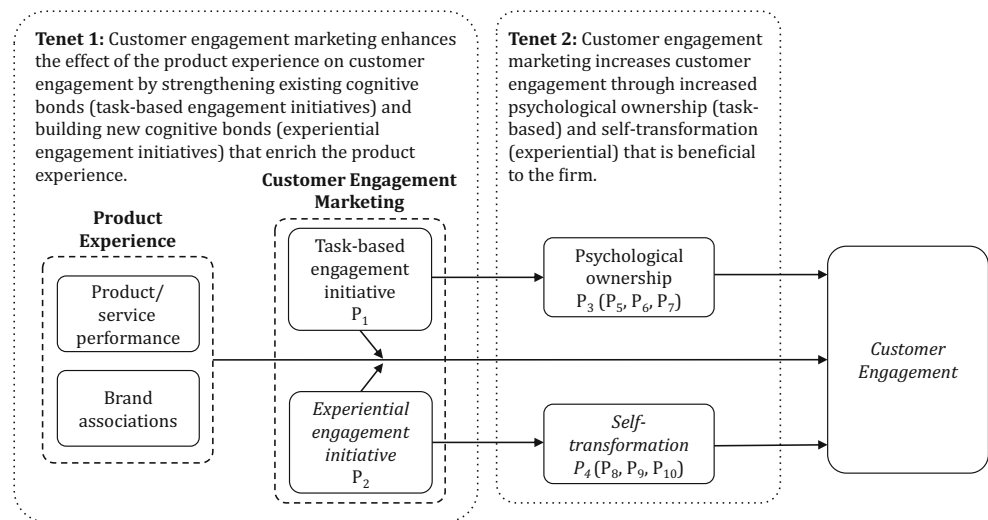 Tenet 1: Customer engagement marketing enhances
the effect of the product experience on customer
engagement by strengthening existing cognitive
bonds (task-based engagement initiatives) and
building new cognitive bonds (experiential
engagement initiatives) that enrich the product
experience.
Tenet 2: Customer engagement
marketing increases customer
engagement through increased
psychological ownership (task-
based) and self-transformation
(experiential) that is beneficial
to the firm.
Customer Engagement
Marketing
Product
Experience
Product/
service
performance
Brand
associations
Task-based
engagement
initiative
P1
Experiential
engagement
initiative
P2
Psychological
ownership
P3 (P5, P6, P7)
Self-
transformation
P4 (P8, P9, P10)
Customer
Engagement